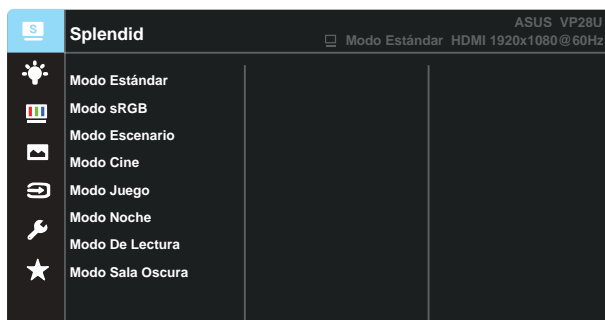 S
Splendid
ASUS VP28U
Modo Estándar HDMI 1920x1080@60Hz
Modo Estándar
Modo sRGB
Modo Escenario
Modo Cine
Modo Juego
Modo Noche
Modo De Lectura
Modo Sala Oscura